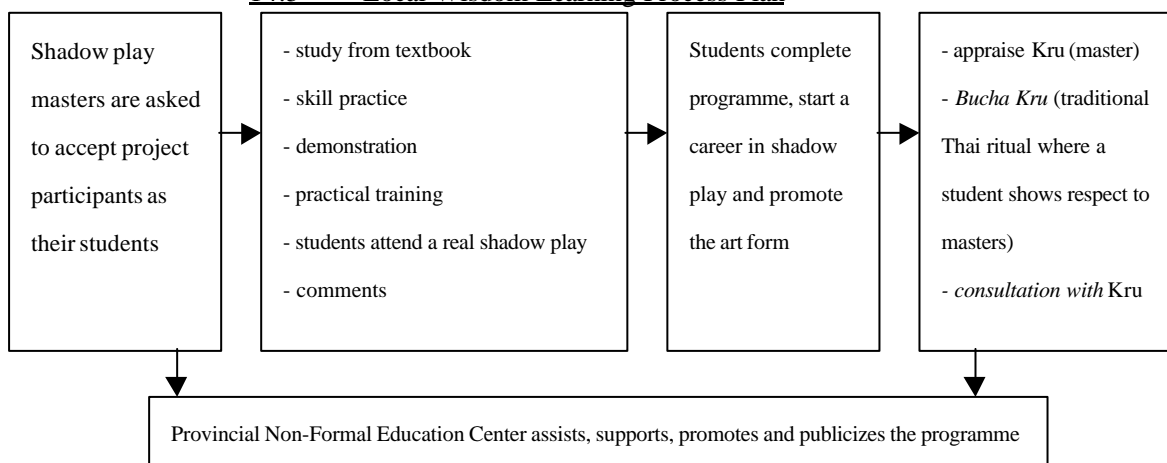 Shadow play
masters are asked
to accept project
participants as
their students
- study from textbook
- skill practice
- demonstration
- practical training
- students attend a real shadow play
- comments
Students complete
programme, start a
career in shadow
play and promote
the art form
- appraise Kru (master)
- Bucha Kru (traditional
Thai ritual where a
student shows respect to
masters)
- consultation with Kru
Provincial Non-Formal Education Center assists, supports, promotes and publicizes the programme